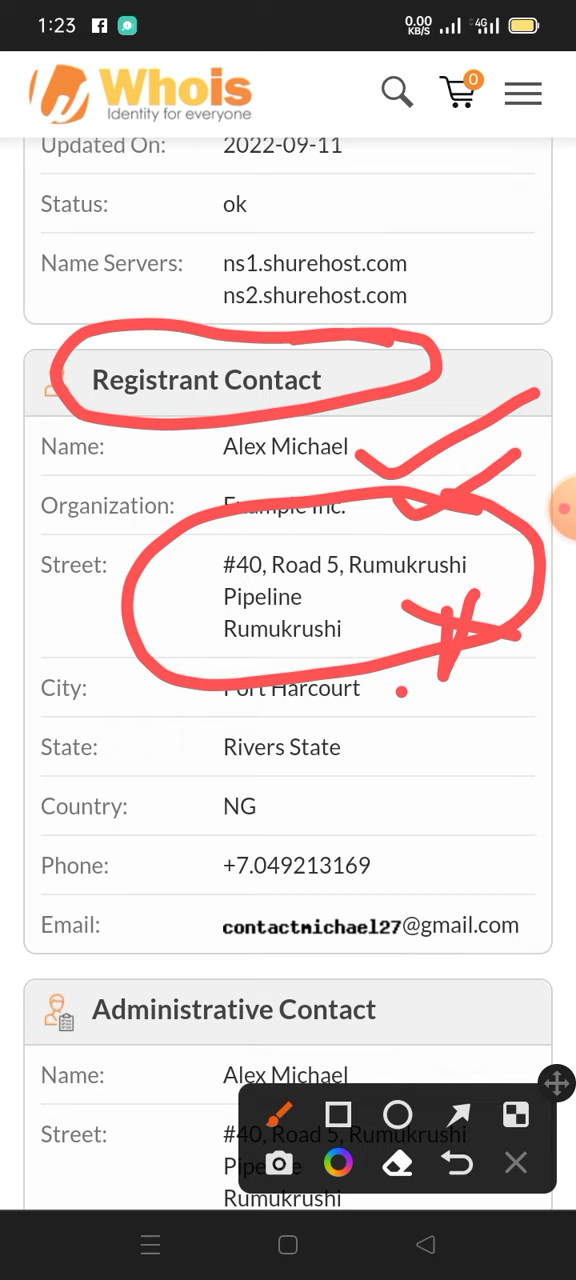 1:23
0.00
KB/S
4G
Whois
Identity for everyone
0
Updated On: 2022-09-11
Status: ok
Name Servers: ns1.shurehost.com
ns2.shurehost.com
Registrant Contact
Name: Alex Michael
Organization: Example Inc.
Street: #40, Road 5, Rumukrushi
Pipeline
Rumukrushi
City: Port Harcourt
State: Rivers State
Country: NG
Phone: +7.049213169
Email: contactmichael27@gmail.com
Administrative Contact
Name: Alex Michael
Street: #40, Road 5, Rumukrushi
Pipeline
Rumukrushi